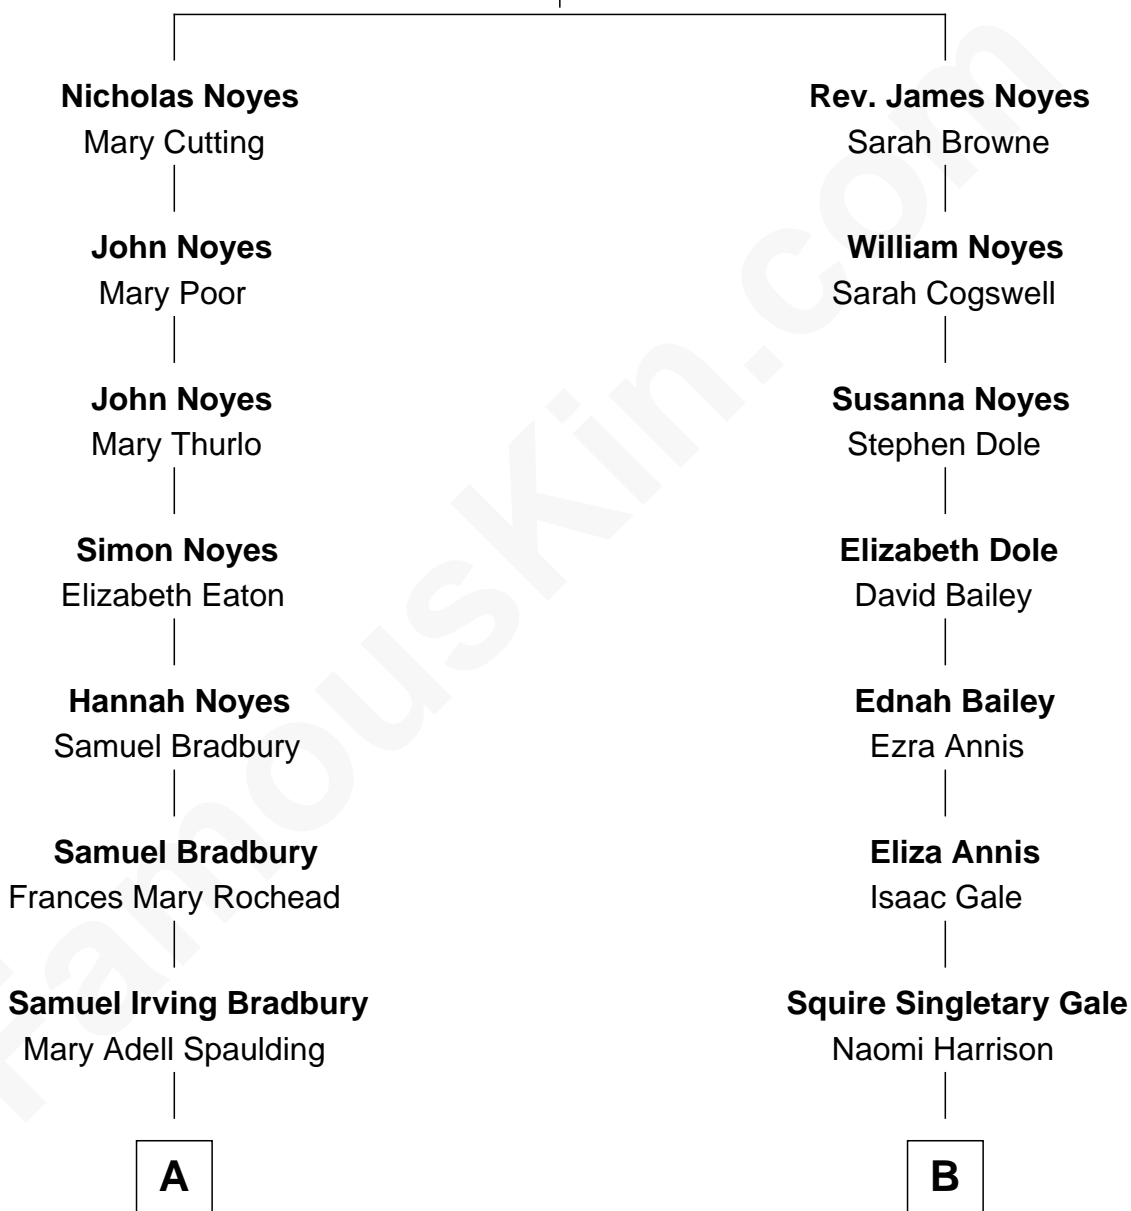 Nicholas Noyes
Mary Cutting
John Noyes
Mary Poor
John Noyes
Mary Thurlo
Simon Noyes
Elizabeth Eaton
Hannah Noyes
Samuel Bradbury
Samuel Bradbury
Frances Mary Rochead
Samuel Irving Bradbury
Mary Adell Spaulding
A
Rev. James Noyes
Sarah Browne
William Noyes
Sarah Cogswell
Susanna Noyes
Stephen Dole
Elizabeth Dole
David Bailey
Ednah Bailey
Ezra Annis
Eliza Annis
Isaac Gale
Squire Singletary Gale
Naomi Harrison
B
FamousKin.com